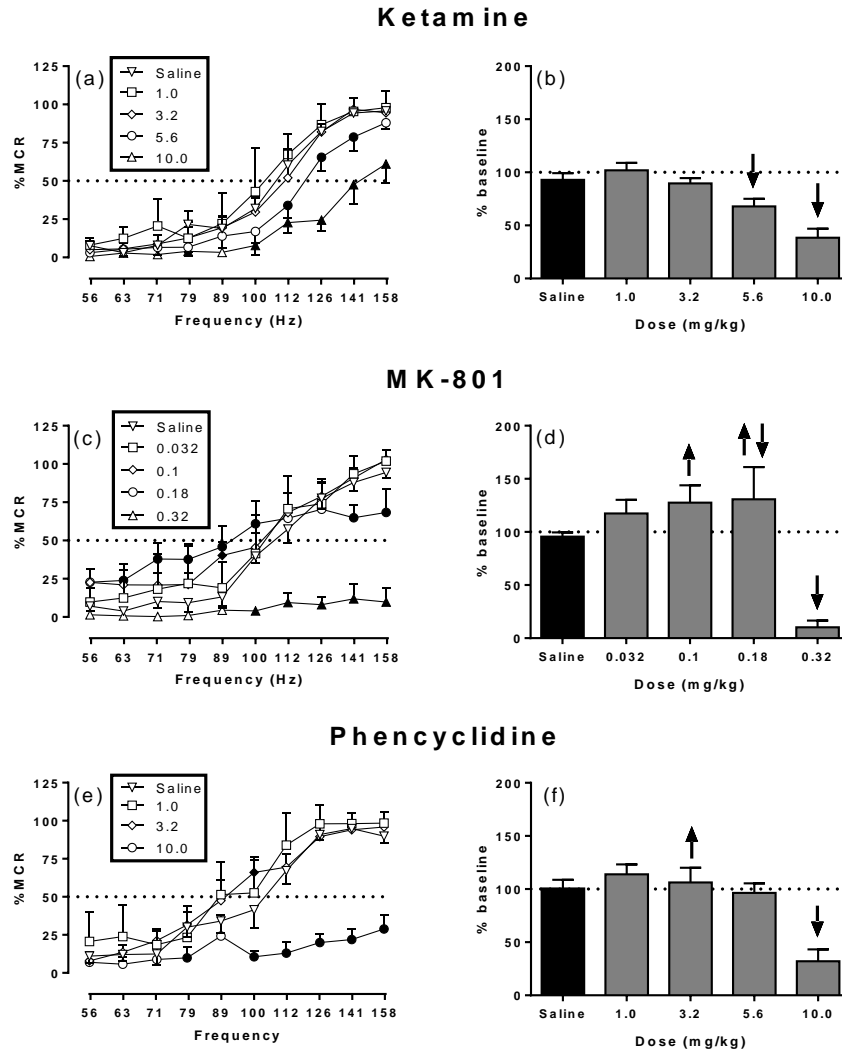 Ketamine
(a)
Saline
1.0
3.2
5.6
10.0
%MCR
125
100
75
50
25
0
56 63 71 79 89 100 112 126 141 158
Frequency (Hz)
(b)
% baseline
200
150
100
50
0
Saline 1.0 3.2 5.6 10.0
Dose (mg/kg)
MK-801
(c)
Saline
0.032
0.1
0.18
0.32
%MCR
125
100
75
50
25
0
56 63 71 79 89 100 112 126 141 158
Frequency (Hz)
(d)
% baseline
200
150
100
50
0
Saline 0.032 0.1 0.18 0.32
Dose (mg/kg)
Phencyclidine
(e)
Saline
1.0
3.2
10.0
%MCR
125
100
75
50
25
0
56 63 71 79 89 100 112 126 141 158
Frequency
(f)
% baseline
200
150
100
50
0
Saline 1.0 3.2 5.6 10.0
Dose (mg/kg)